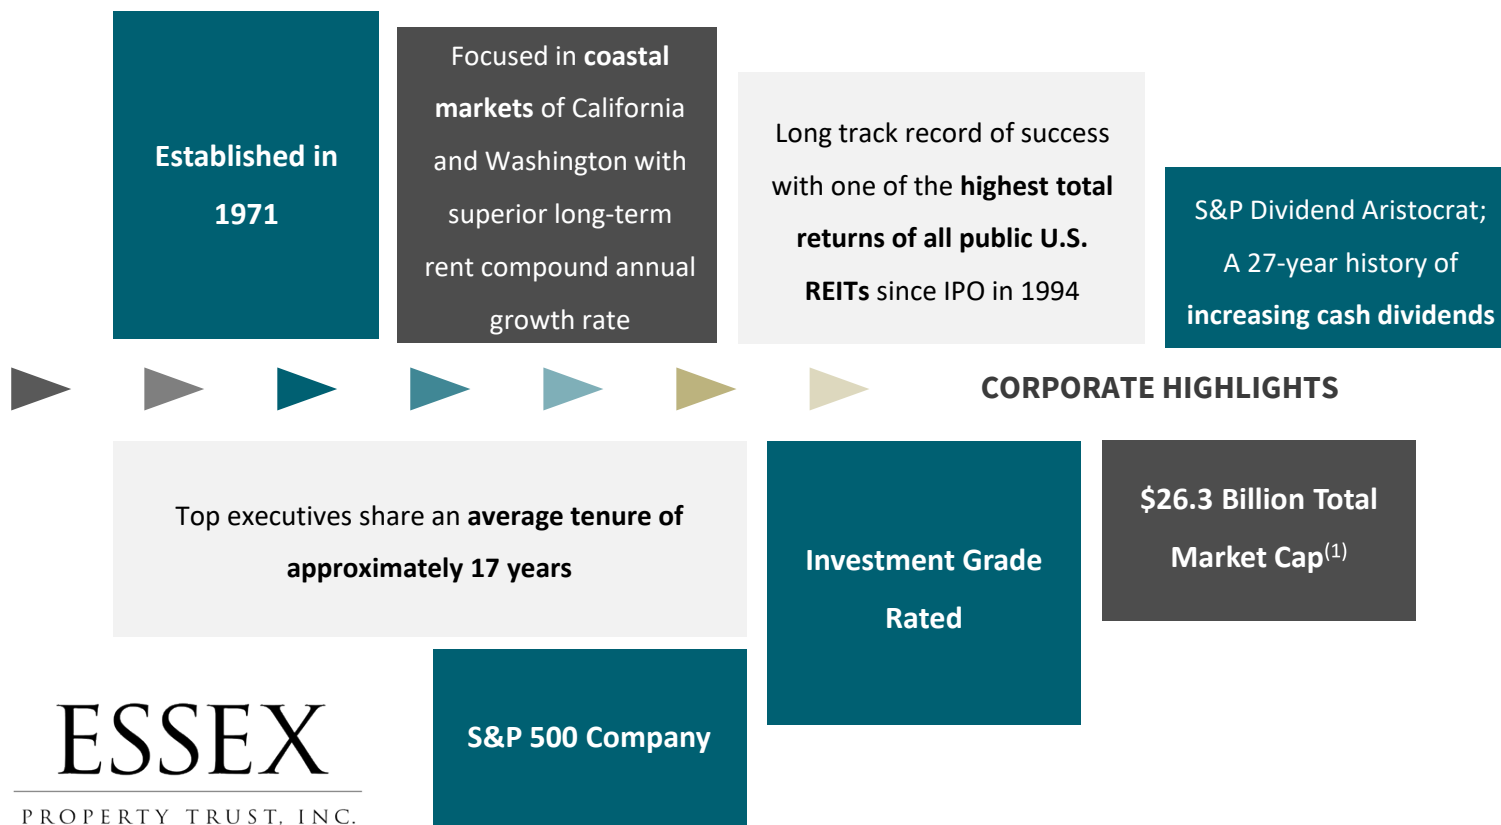 Established in
1971
Focused in coastal
markets of California
and Washington with
superior long-term
rent compound annual
growth rate
Long track record of success
with one of the highest total
returns of all public U.S.
REITs since IPO in 1994
S&P Dividend Aristocrat;
A 27-year history of
increasing cash dividends
CORPORATE HIGHLIGHTS
Top executives share an average tenure of
approximately 17 years
Investment Grade
Rated
$26.3 Billion Total
Market Cap(1)
S&P 500 Company
ESSEX
PROPERTY TRUST, INC.